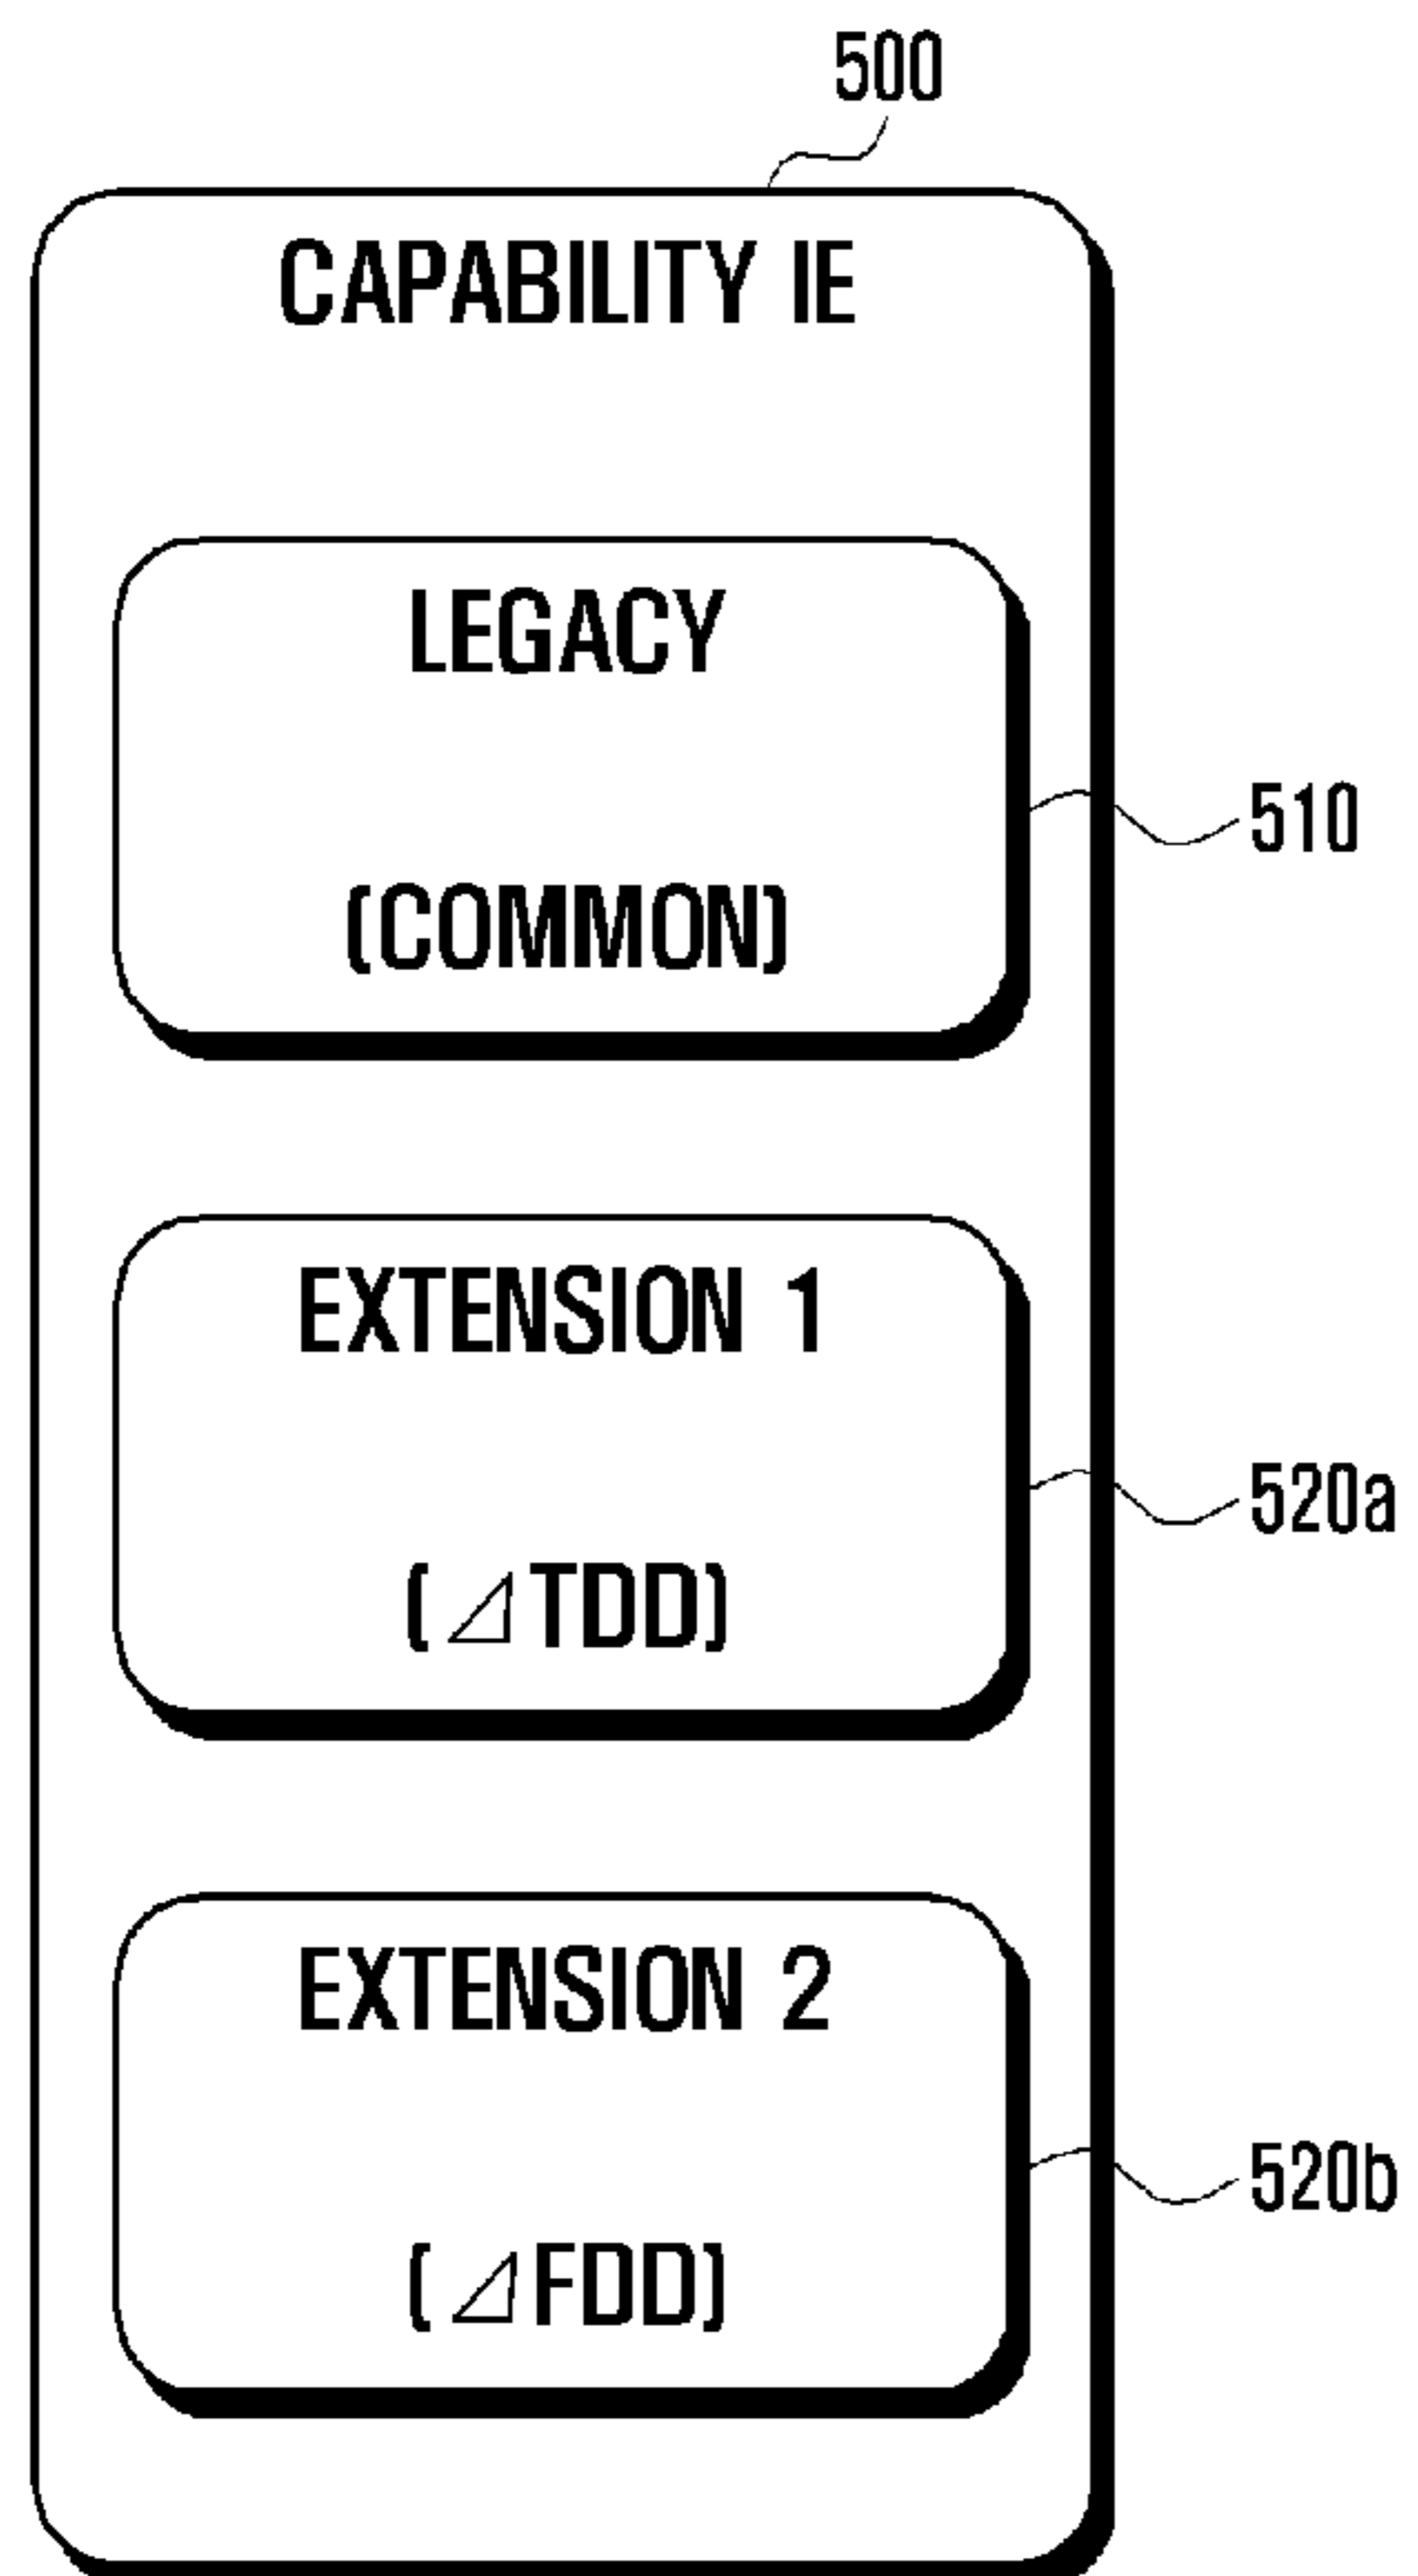 500
CAPABILITY IE
LEGACY
510
(COMMON)
EXTENSION 1
520a
(⊿TDD)
EXTENSION 2
520b
(⊿FDD)